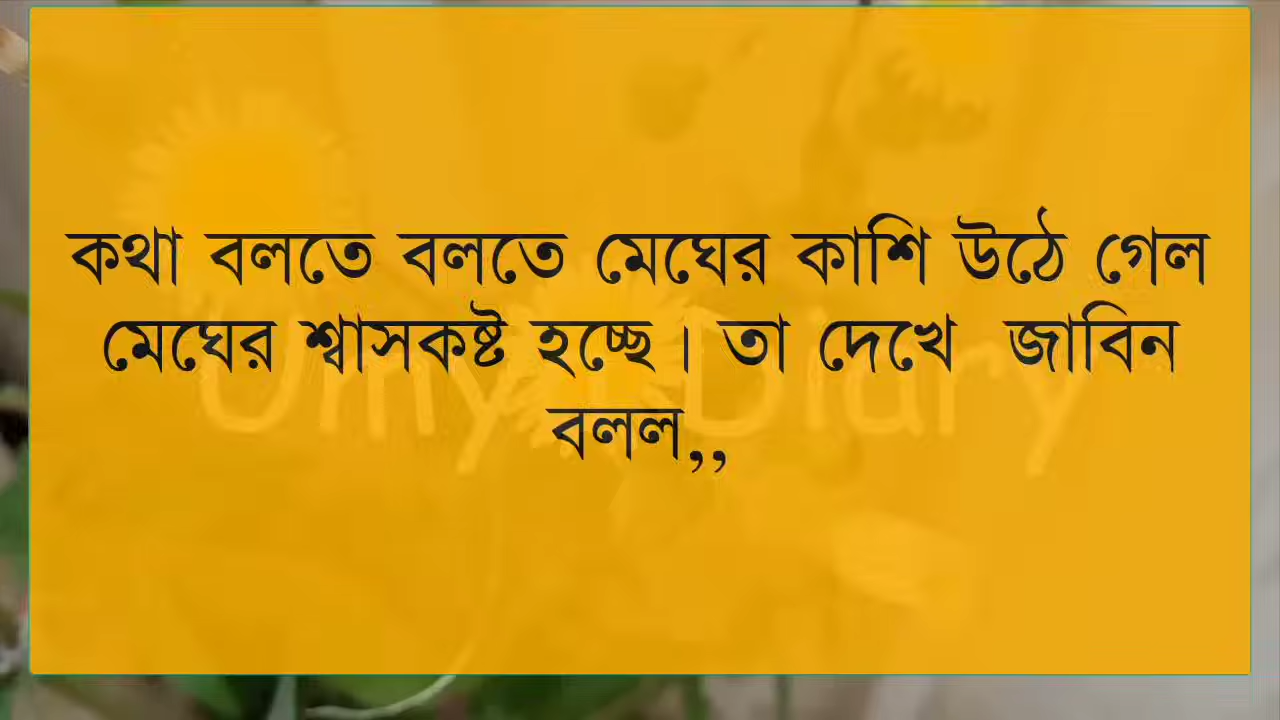 কথা বলতে বলতে মেঘের কাশি উঠে গেল
মেঘের শ্বাসকষ্ট হচ্ছে। তা দেখে জাবিন
বলল,,